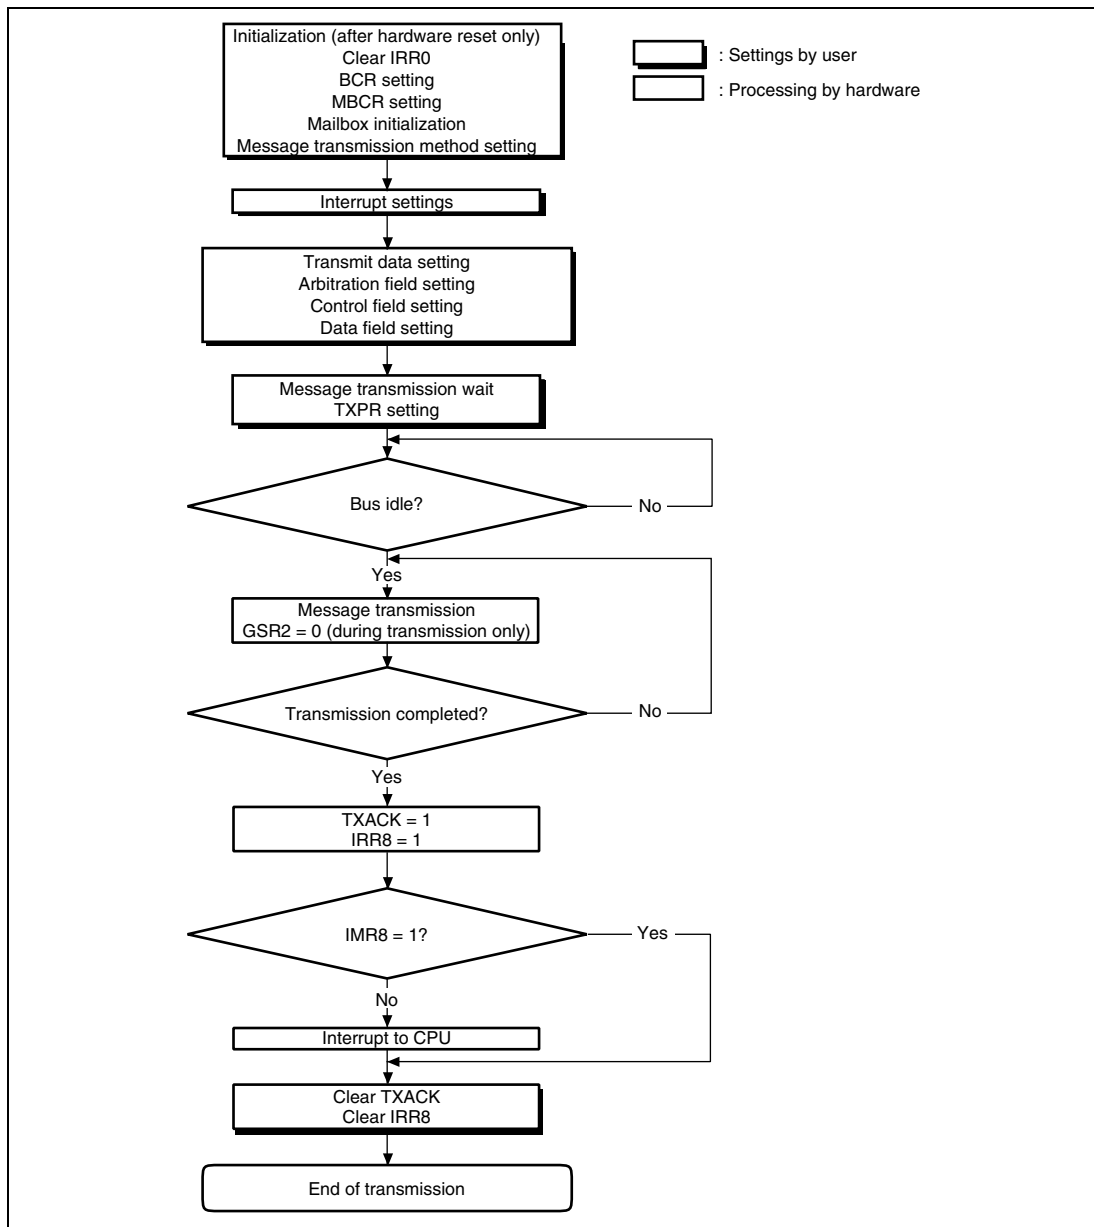 Initialization (after hardware reset only)
Clear IRR0
BCR setting
MBCR setting
Mailbox initialization
Message transmission method setting
: Settings by user
: Processing by hardware
Interrupt settings
Transmit data setting
Arbitration field setting
Control field setting
Data field setting
Message transmission wait
TXPR setting
Bus idle?
No
Yes
Message transmission
GSR2 = 0 (during transmission only)
Transmission completed?
No
Yes
TXACK = 1
IRR8 = 1
IMR8 = 1?
Yes
No
Interrupt to CPU
Clear TXACK
Clear IRR8
End of transmission